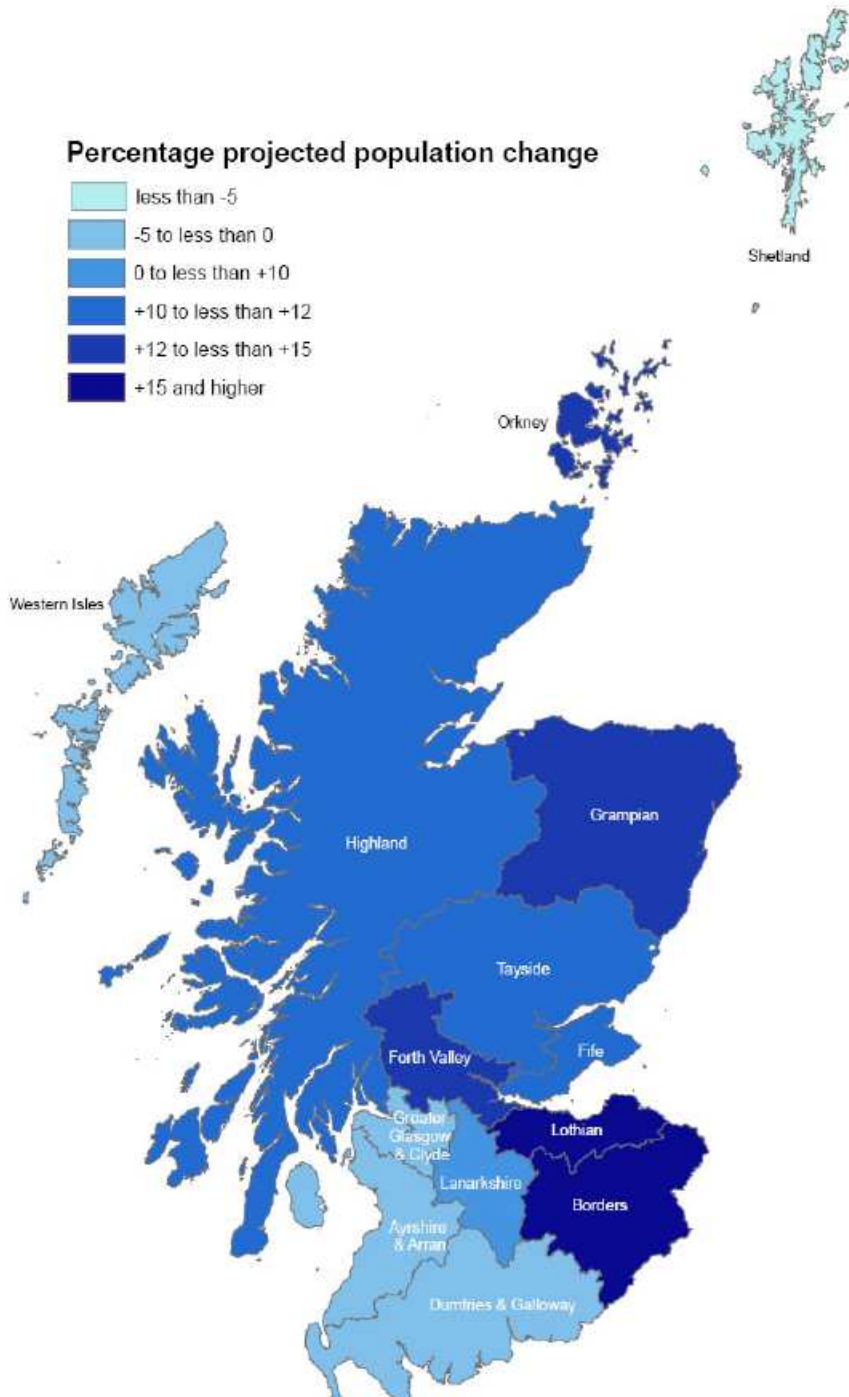 Percentage projected population change
less than -5
-5 to less than 0
0 to less than +10
+10 to less than +12
+12 to less than +15
+15 and higher
Shetland
Orkney
Western Isles
Grampian
Highland
Tayside
Forth Valley
Fife
Greater
Glasgow
& Clyde
Lothian
Lanarkshire
Borders
Ayrshire
& Arran
Dumfries & Galloway